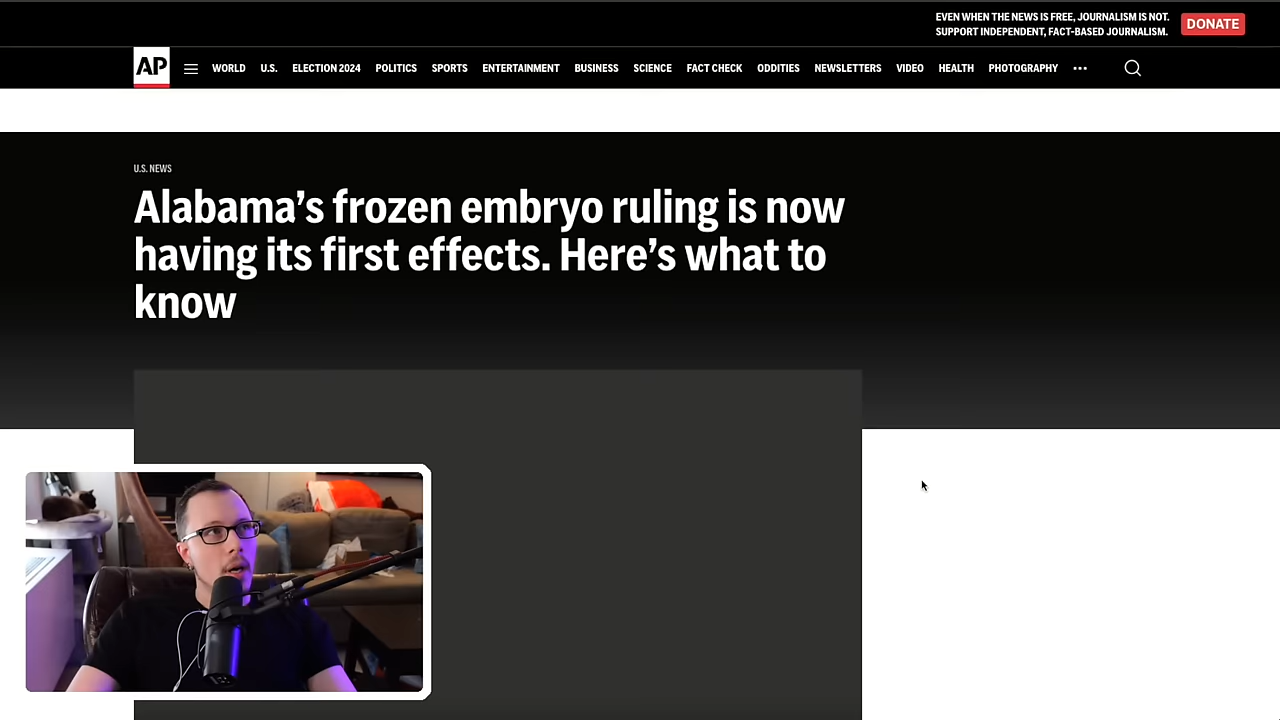 EVEN WHEN THE NEWS IS FREE, JOURNALISM IS NOT.
SUPPORT INDEPENDENT, FACT-BASED JOURNALISM.
DONATE
AP
WORLD U.S. ELECTION 2024 POLITICS SPORTS ENTERTAINMENT BUSINESS SCIENCE FACT CHECK ODDITIES NEWSLETTERS VIDEO HEALTH PHOTOGRAPHY
U.S. NEWS
Alabama’s frozen embryo ruling is now
having its first effects. Here’s what to
know